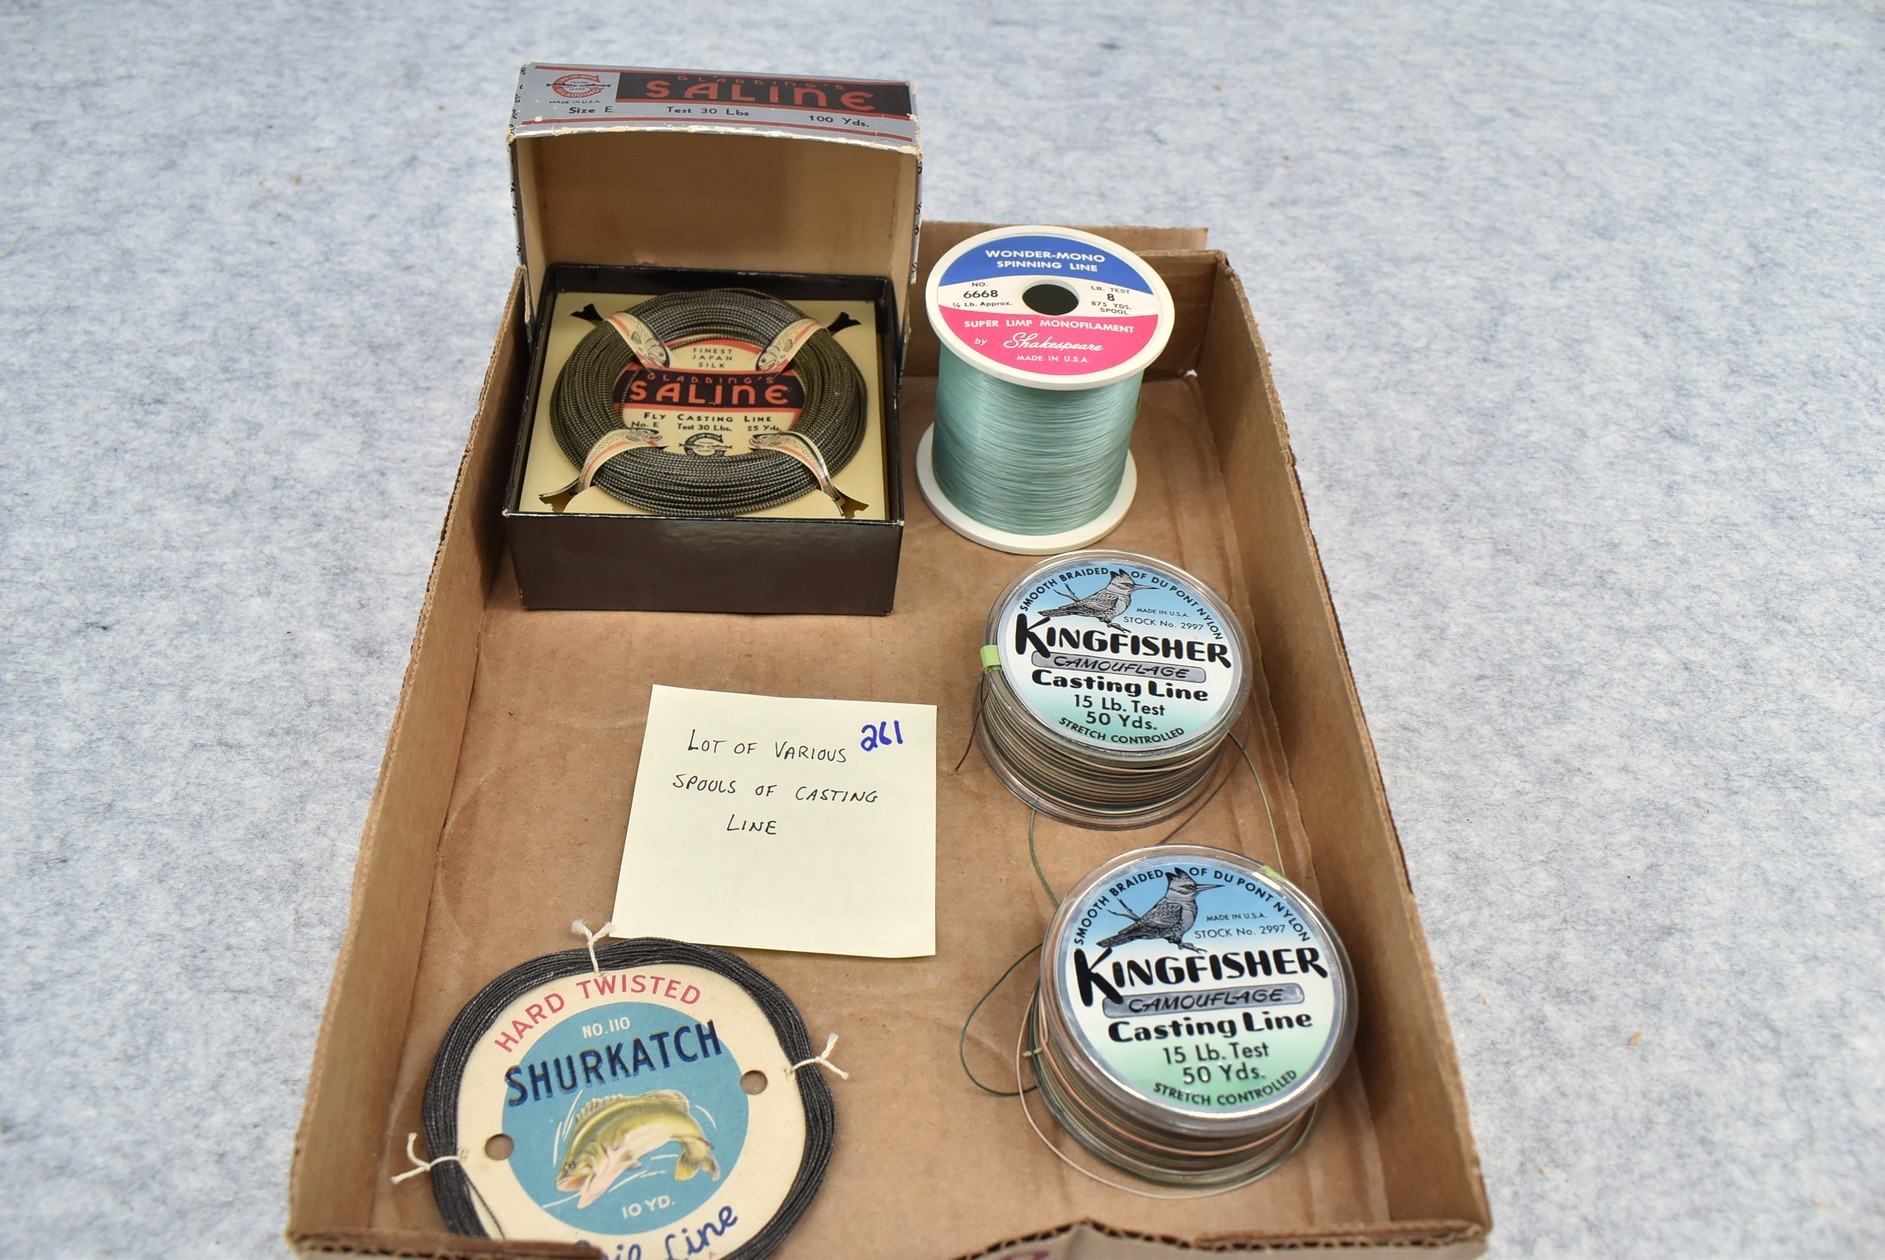 GLADDING'S
SALINE
MADE IN U.S.A.
Size E Test 30 Lbs 100 Yds.
FINEST
JAPAN
SILK
GLADDING'S
SALINE
FLY CASTING LINE
No. E Test 30 Lbs. 25 Yds.
WONDER-MONO
SPINNING LINE
NO.
6668
¼ Lb. Approx.
LB. TEST
8
875 YDS.
SPOOL
SUPER LIMP MONOFILAMENT
by Shakespeare
MADE IN U.S.A.
SMOOTH BRAIDED OF DU PONT NYLON
MADE IN U.S.A.
STOCK No. 2997
KINGFISHER
CAMOUFLAGE
Casting Line
15 Lb. Test
50 Yds.
STRETCH CONTROLLED
LOT OF VARIOUS 261
SPOOLS OF CASTING
LINE
SMOOTH BRAIDED OF DU PONT NYLON
MADE IN U.S.A.
STOCK No. 2997
KINGFISHER
CAMOUFLAGE
Casting Line
15 Lb. Test
50 Yds.
STRETCH CONTROLLED
HARD TWISTED
NO. 110
SHURKATCH
10 YD.
Line